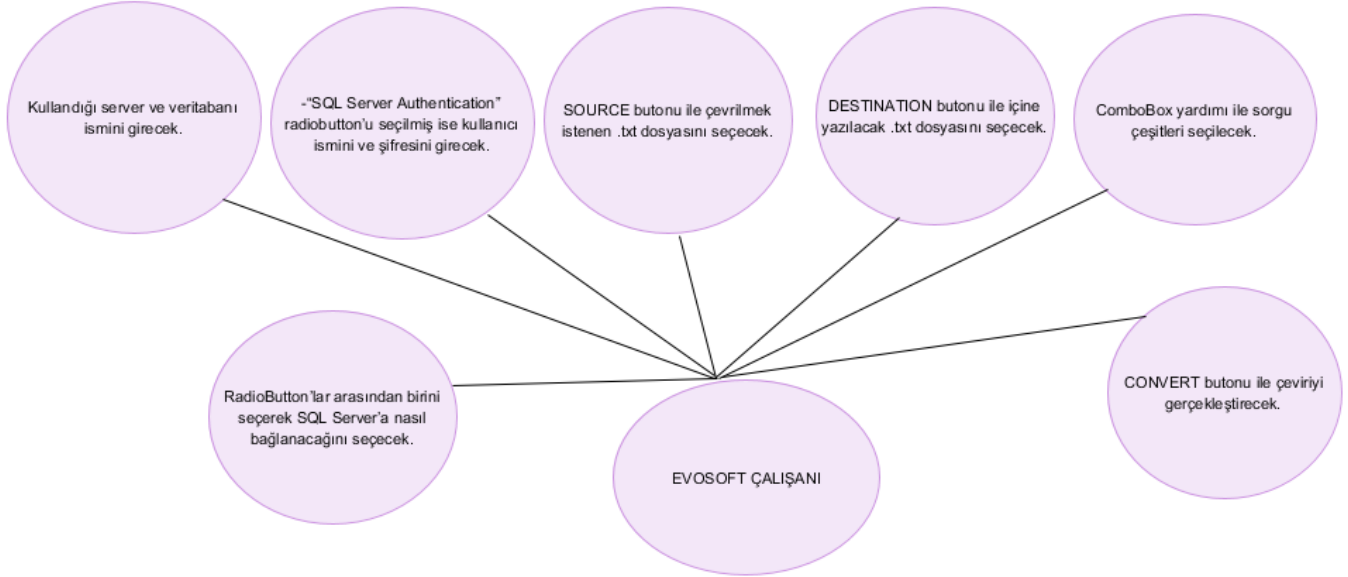 Kullandığı server ve veritabanı
ismini girecek.
-“SQL Server Authentication”
radiobutton’u seçilmiş ise kullanıcı
ismini ve şifresini girecek.
SOURCE butonu ile çevrilmek
istenen .txt dosyasını seçecek.
DESTINATION butonu ile içine
yazılacak .txt dosyasını seçecek.
ComboBox yardımı ile sorgu
çeşitleri seçilecek.
RadioButton’lar arasından birini
seçerek SQL Server’a nasıl
bağlanacağını seçecek.
EVOSOFT ÇALIŞANI
CONVERT butonu ile çeviriyi
gerçekleştirecek.